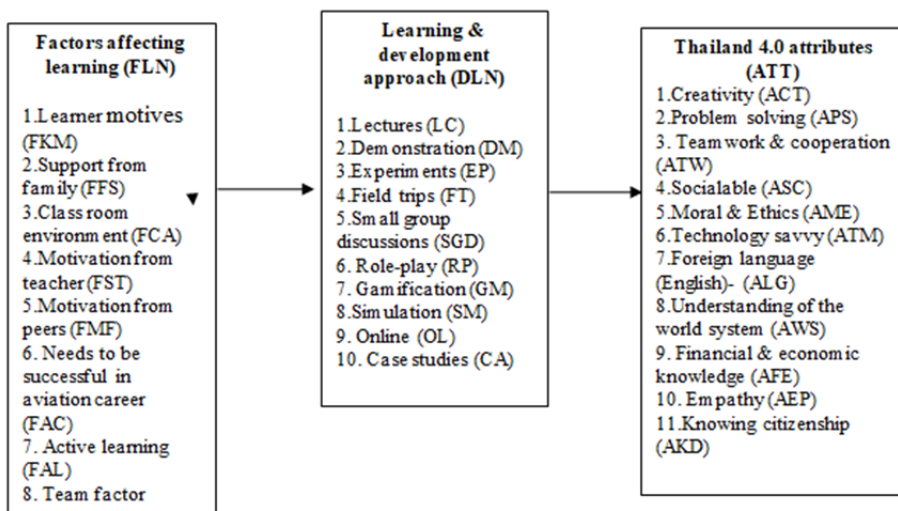 Factors affecting
learning (FLN)
1.Learner motives
(FKM)
2.Support from
family (FFS)
3.Class room
environment (FCA)
4.Motivation from
teacher (FST)
5.Motivation from
peers (FMF)
6. Needs to be
successful in
aviation career
(FAC)
7. Active learning
(FAL)
8. Team factor
Learning &
development
approach (DLN)
1.Lectures (LC)
2.Demonstration (DM)
3.Experiments (EP)
4.Field trips (FT)
5.Small group
discussions (SGD)
6. Role-play (RP)
7. Gamification (GM)
8.Simulation (SM)
9. Online (OL)
10. Case studies (CA)
Thailand 4.0 attributes
(ATT)
1.Creativity (ACT)
2.Problem solving (APS)
3. Teamwork & cooperation
(ATW)
4.Socialable (ASC)
5.Moral & Ethics (AME)
6.Technology savvy (ATM)
7.Foreign language
(English)- (ALG)
8.Understanding of the
world system (AWS)
9. Financial & economic
knowledge (AFE)
10. Empathy (AEP)
11.Knowing citizenship
(AKD)